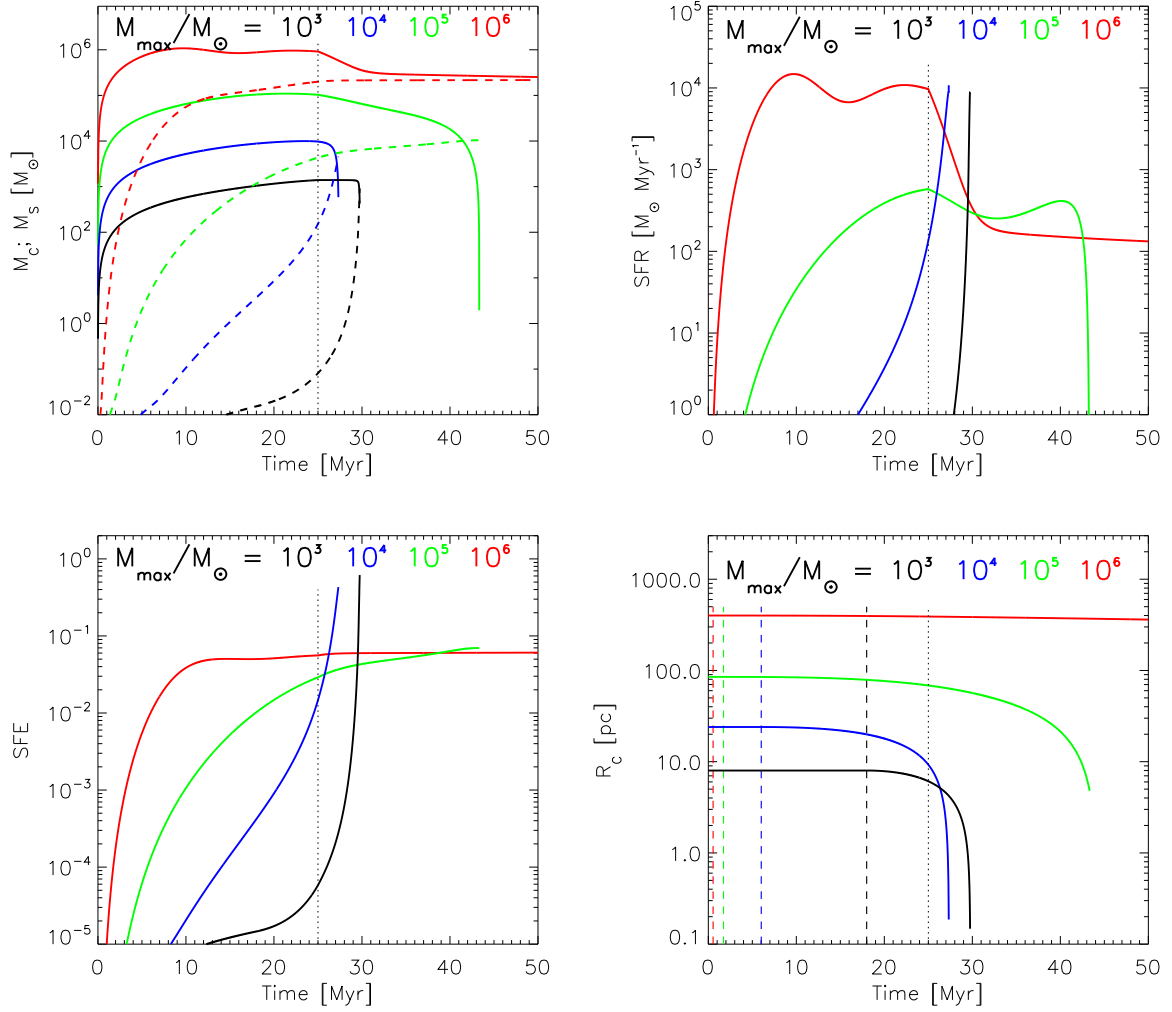 M_max/M_⊙ = 10³ 10⁴ 10⁵ 10⁶
M_c; M_s [M_⊙]
10⁶
10⁴
10²
10⁰
10⁻²
0 10 20 30 40 50
Time [Myr]
SFR [M_⊙ Myr⁻¹]
10⁵
10⁴
10³
10²
10¹
10⁰
0 10 20 30 40 50
Time [Myr]
M_max/M_⊙ = 10³ 10⁴ 10⁵ 10⁶
M_max/M_⊙ = 10³ 10⁴ 10⁵ 10⁶
SFE
10⁰
10⁻¹
10⁻²
10⁻³
10⁻⁴
10⁻⁵
0 10 20 30 40 50
Time [Myr]
M_max/M_⊙ = 10³ 10⁴ 10⁵ 10⁶
R_c [pc]
1000.0
100.0
10.0
1.0
0.1
0 10 20 30 40 50
Time [Myr]